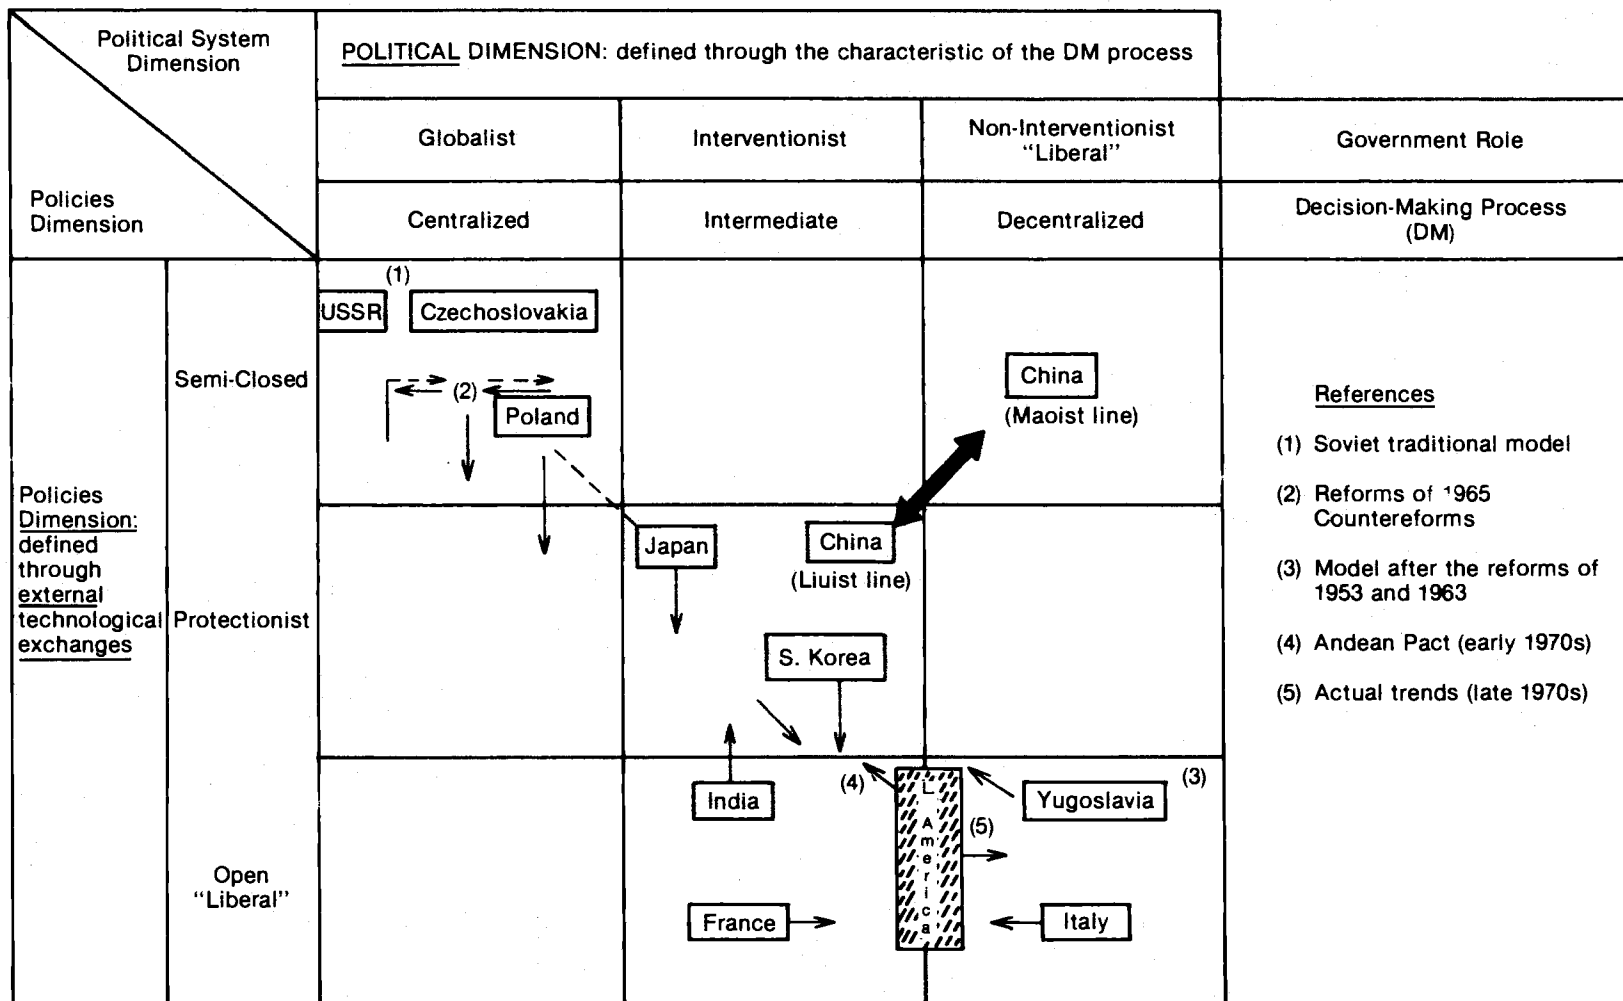 Political System
Dimension
POLITICAL DIMENSION: defined through the characteristic of the DM process
Policies
Dimension
Globalist
Interventionist
Non-Interventionist
"Liberal"
Government Role
Centralized
Intermediate
Decentralized
Decision-Making Process
(DM)
Policies
Dimension:
defined
through
external
technological
exchanges
Semi-Closed
(1)
USSR
Czechoslovakia
(2)
Poland
China
(Maoist line)
Protectionist
Japan
China
(Liuist line)
S. Korea
Open
"Liberal"
India
(4)
L. America
(5)
Yugoslavia
(3)
France
Italy
References
(1) Soviet traditional model
(2) Reforms of 1965
Countereforms
(3) Model after the reforms of
1953 and 1963
(4) Andean Pact (early 1970s)
(5) Actual trends (late 1970s)